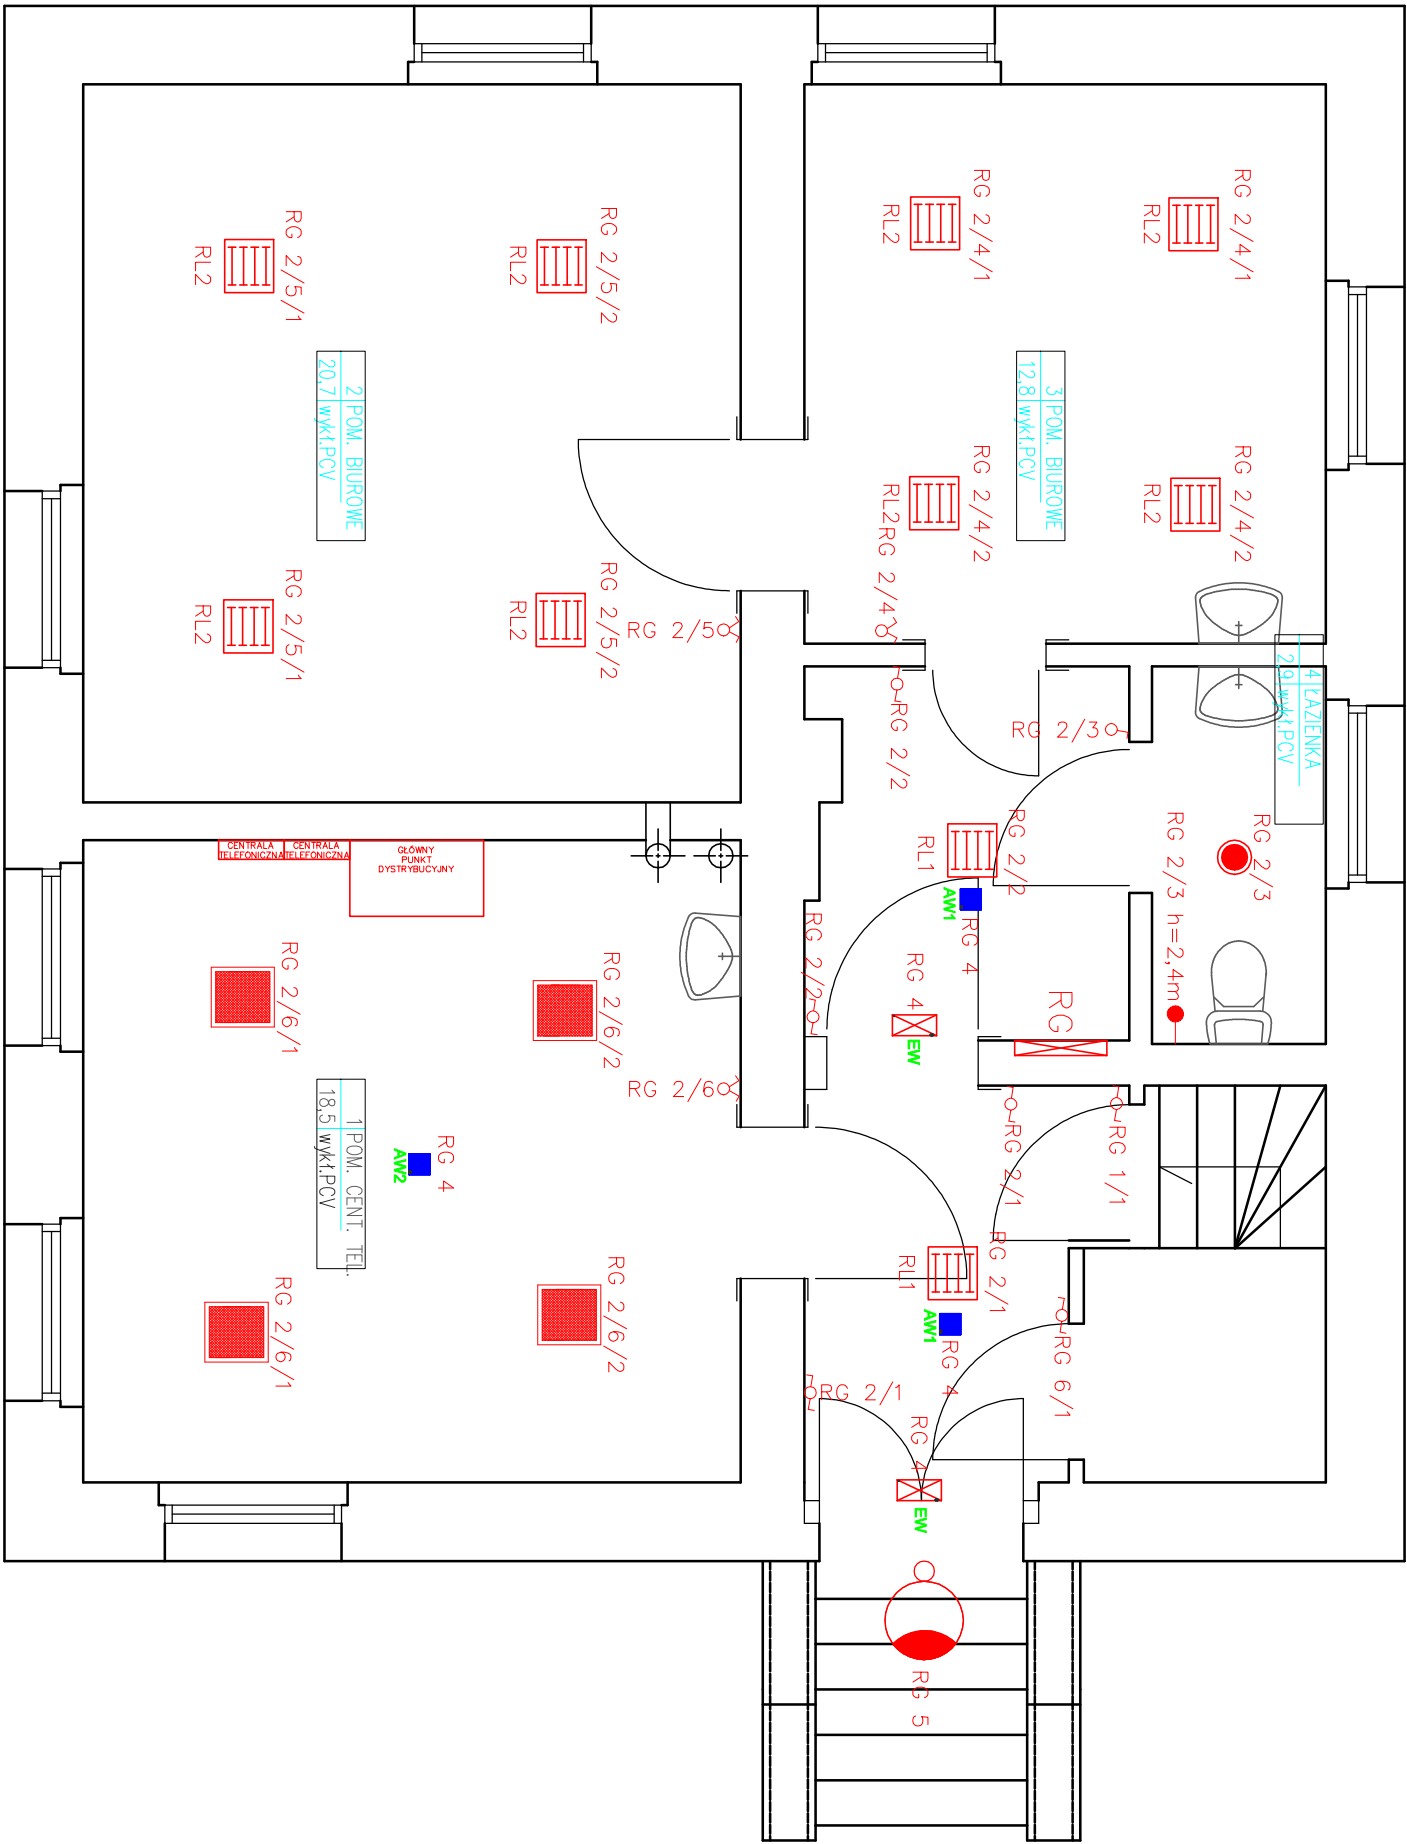 RG 2/4/1
RL2
RG 2/4/1
RL2
RG 2/5/1
RL2
RG 2/5/2
RL2
3 POM. BIUROWE
12,8 wykł.PCV
2 POM. BIUROWE
20,7 wykł.PCV
RG 2/4/2
RL2
RG 2/4/2
RL2
RG 2/4
RG 2/5/1
RL2
RG 2/5/2
RL2
RG 2/5
4 ŁAZIENKA
2,9 wykł.PCV
RG 2/3
RG 2/2
RG 2/2
RL1
RG 2/3
RG 2/3 h=2,4m
CENTRALA
TELEFONICZNA
CENTRALA
TELEFONICZNA
GŁÓWNY
PUNKT
DYSTRYBUCYJNY
AW1
RG 4
RG 2/2
RG 4
EW
RG
RG 2/6/1
RG 2/6/2
RG 2/6
1 POM. CENT. TEL.
18,5 wykł.PCV
RG 4
AW2
RG 2/1
RG 1/1
RG 2/1
RL1
AW1
RG 4
RG 6/1
RG 2/6/1
RG 2/6/2
RG 2/1
RG 4
EW
RG 5